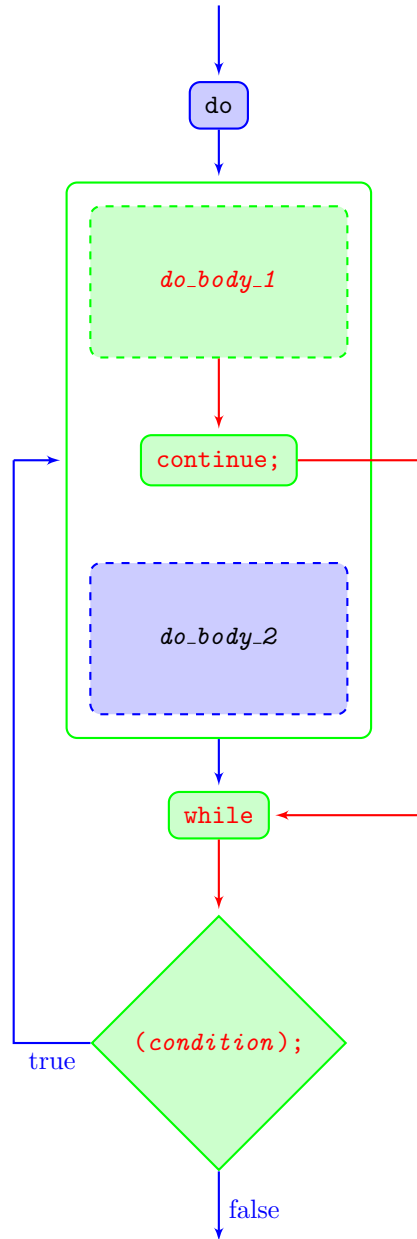 do
do_body_1
continue;
do_body_2
while
(condition);
true
false